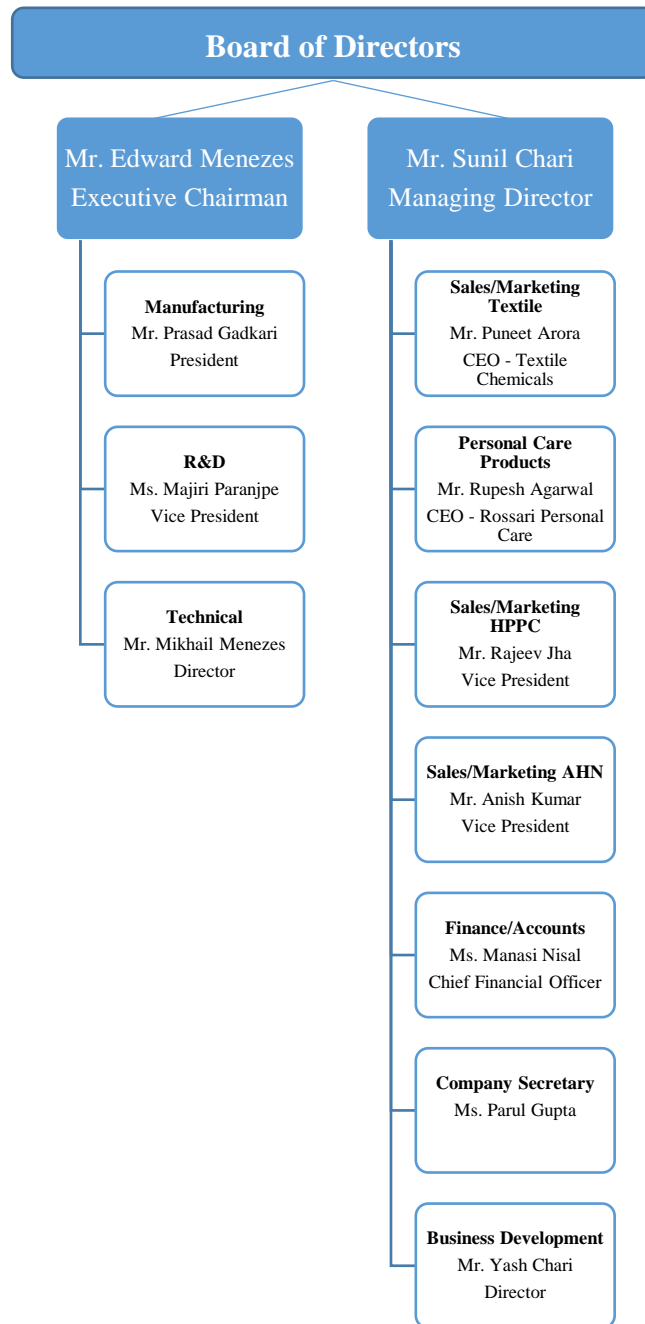 Board of Directors
Mr. Edward Menezes
Executive Chairman
Manufacturing
Mr. Prasad Gadkari
President
R&D
Ms. Majiri Paranjpe
Vice President
Technical
Mr. Mikhail Menezes
Director
Mr. Sunil Chari
Managing Director
Sales/Marketing
Textile
Mr. Puneet Arora
CEO - Textile
Chemicals
Personal Care
Products
Mr. Rupesh Agarwal
CEO - Rossari Personal
Care
Sales/Marketing
HPPC
Mr. Rajeev Jha
Vice President
Sales/Marketing AHN
Mr. Anish Kumar
Vice President
Finance/Accounts
Ms. Manasi Nisal
Chief Financial Officer
Company Secretary
Ms. Parul Gupta
Business Development
Mr. Yash Chari
Director